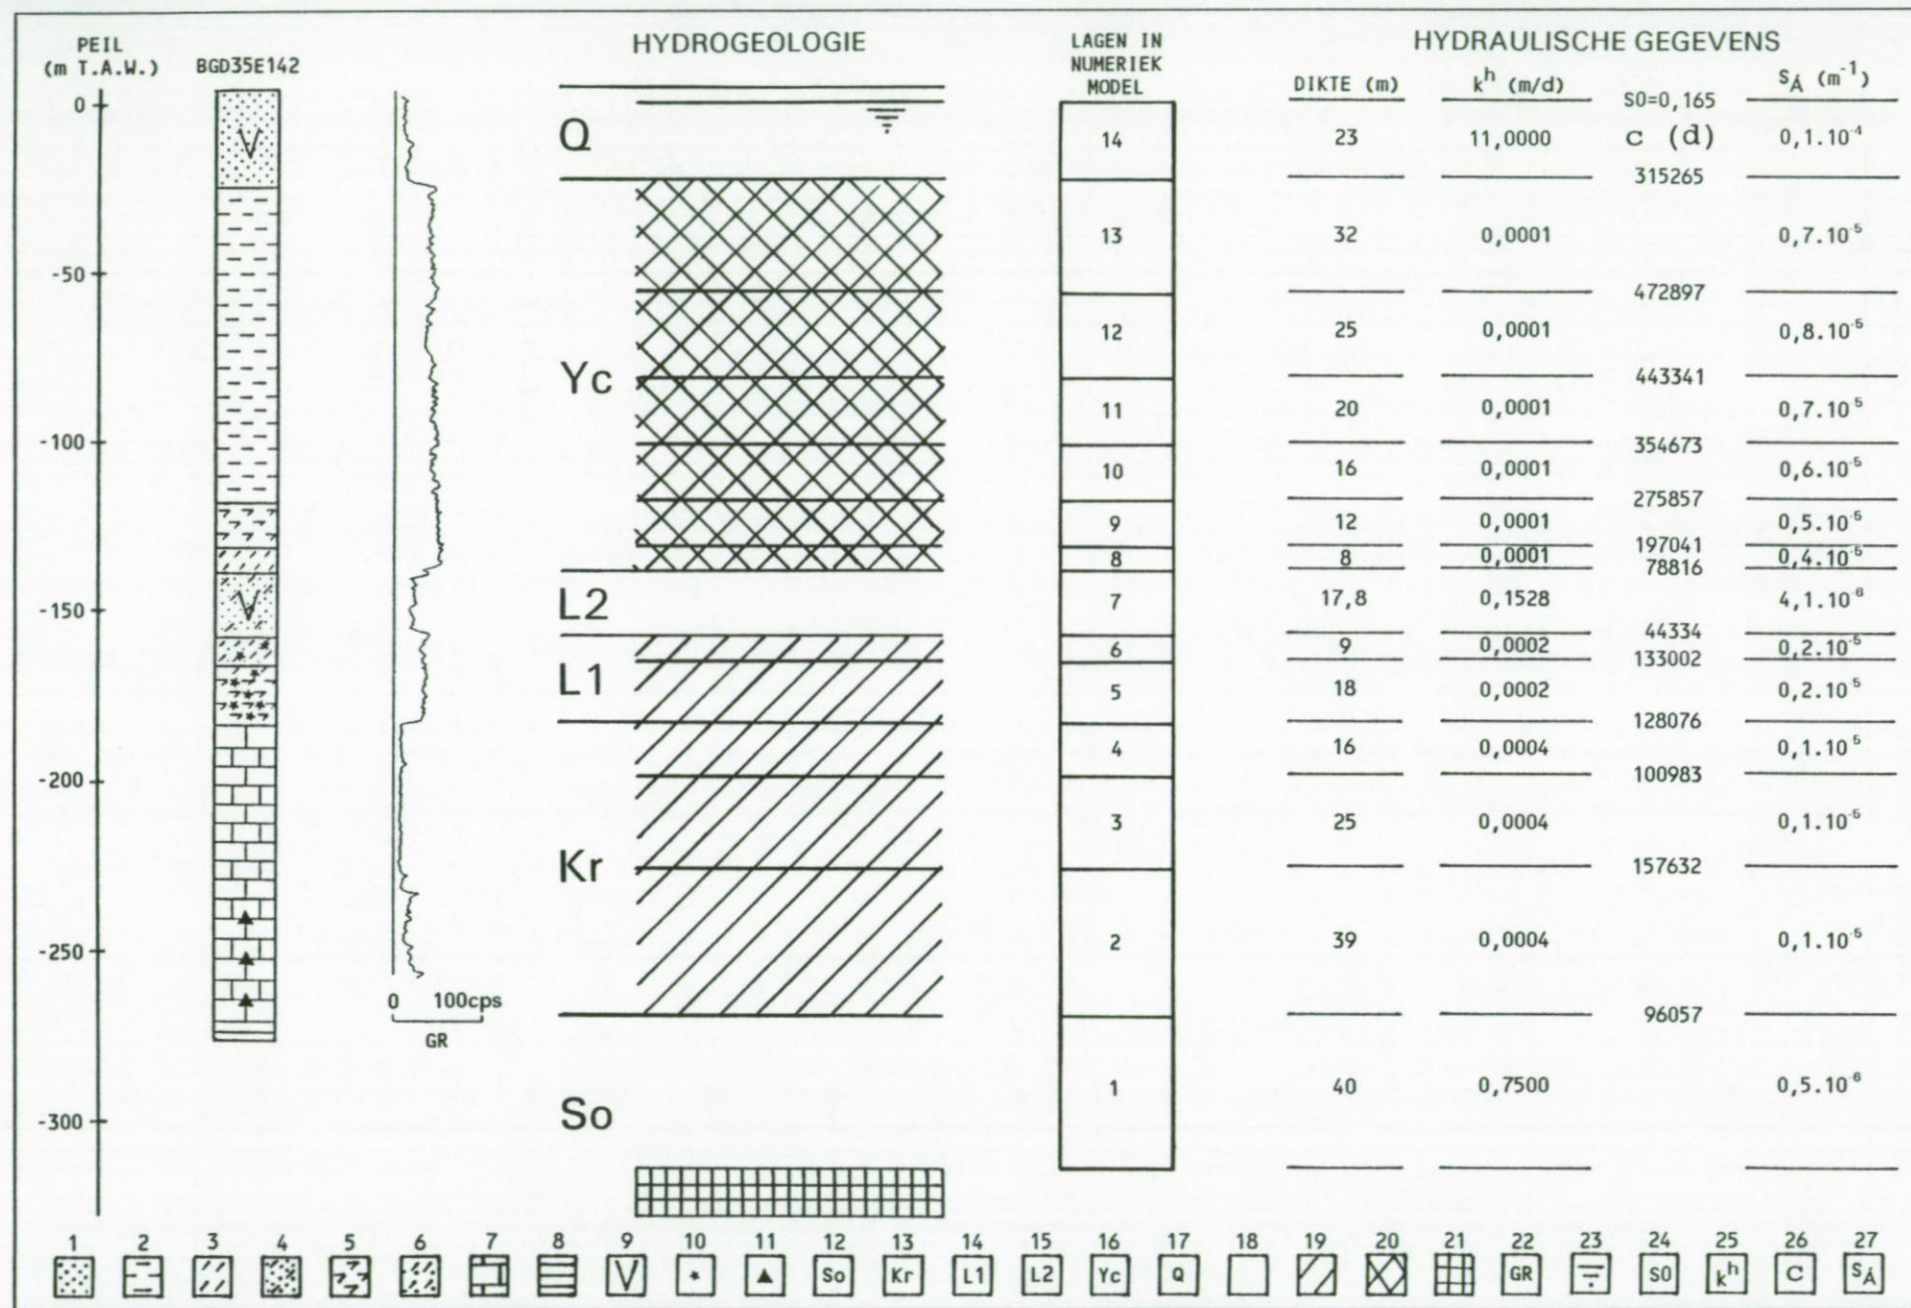 PEIL
(m T.A.W.)
BGD35E142
HYDROGEOLOGIE
LAGEN IN
NUMERIEK
MODEL
HYDRAULISCHE GEGEVENS
DIKTE (m) kʰ (m/d) S0=0,165 S_Á (m⁻¹)
c (d)
0
-50
-100
-150
-200
-250
-300
0 100cps
GR
Q
Yc
L2
L1
Kr
So
14 23 11,0000 0,1.10⁻⁴
315265
13 32 0,0001 0,7.10⁻⁵
472897
12 25 0,0001 0,8.10⁻⁵
443341
11 20 0,0001 0,7.10⁻⁵
354673
10 16 0,0001 0,6.10⁻⁵
275857
9 12 0,0001 0,5.10⁻⁵
197041
8 8 0,0001 0,4.10⁻⁵
78816
7 17,8 0,1528 4,1.10⁻⁶
44334
6 9 0,0002 0,2.10⁻⁵
133002
5 18 0,0002 0,2.10⁻⁵
128076
4 16 0,0004 0,1.10⁻⁵
100983
3 25 0,0004 0,1.10⁻⁵
157632
2 39 0,0004 0,1.10⁻⁵
96057
1 40 0,7500 0,5.10⁻⁶
1 2 3 4 5 6 7 8 9 10 11 12 13 14 15 16 17 18 19 20 21 22 23 24 25 26 27
V So Kr L1 L2 Yc Q GR S0 kʰ C S_Á